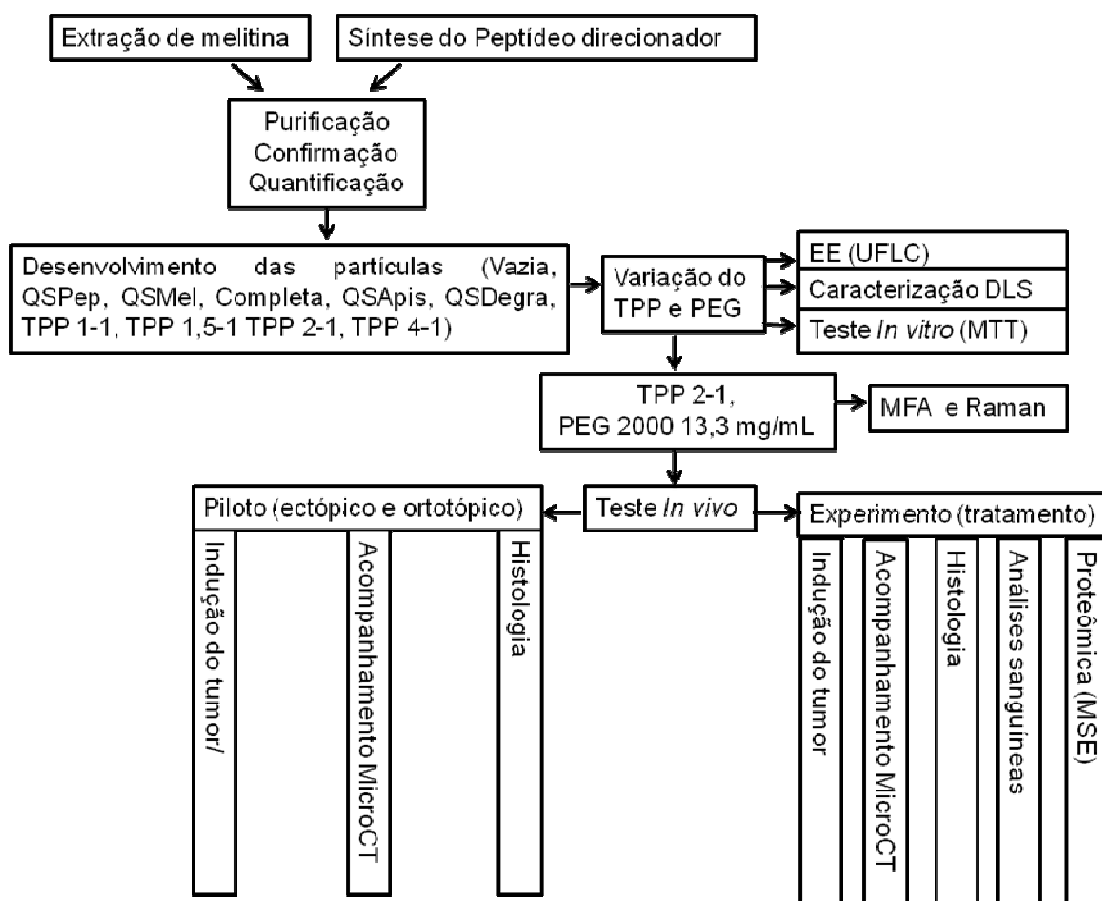 Extração de melitina
Síntese do Peptídeo direcionador
Purificação
Confirmação
Quantificação
Desenvolvimento das partículas (Vazia,
QSPep, QSMel, Completa, QSApis, QSDegra,
TPP 1-1, TPP 1,5-1 TPP 2-1, TPP 4-1)
Variação do
TPP e PEG
EE (UFLC)
Caracterização DLS
Teste In vitro (MTT)
TPP 2-1,
PEG 2000 13,3 mg/mL
MFA e Raman
Teste In vivo
Piloto (ectópico e ortotópico)
Indução do tumor/
Acompanhamento MicroCT
Histologia
Experimento (tratamento)
Indução do tumor
Acompanhamento MicroCT
Histologia
Análises sanguíneas
Proteômica (MSE)